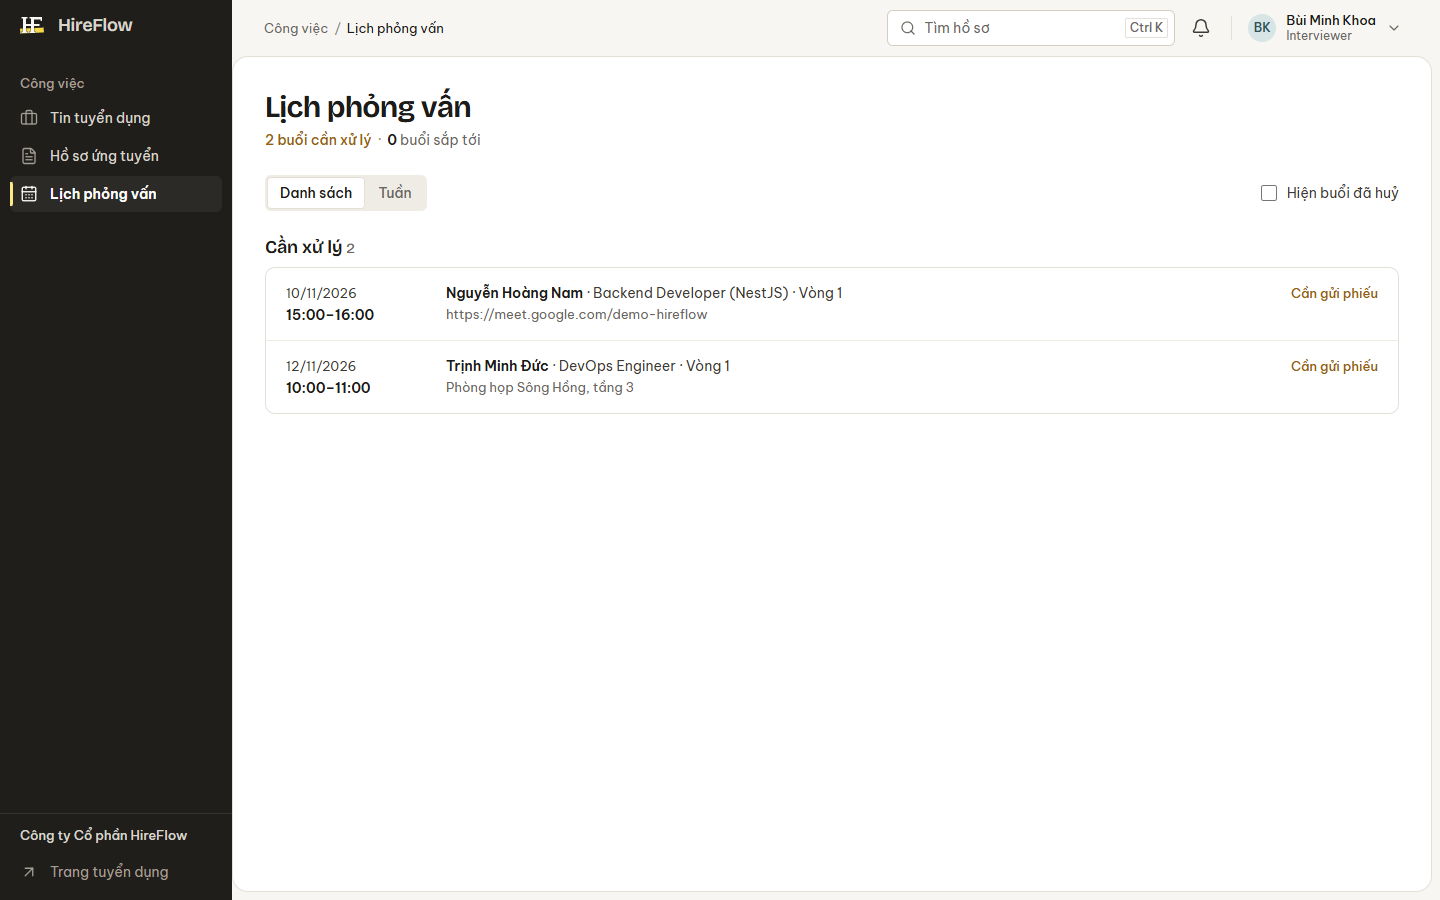 HF HireFlow
Công việc
Tin tuyển dụng
Hồ sơ ứng tuyển
Lịch phỏng vấn
Công ty Cổ phần HireFlow
Trang tuyển dụng
Công việc / Lịch phỏng vấn
Tìm hồ sơ
Ctrl K
BK
Bùi Minh Khoa
Interviewer
Lịch phỏng vấn
2 buổi cần xử lý · 0 buổi sắp tới
Danh sách
Tuần
Hiện buổi đã huỷ
Cần xử lý 2
10/11/2026
15:00–16:00
Nguyễn Hoàng Nam · Backend Developer (NestJS) · Vòng 1
https://meet.google.com/demo-hireflow
Cần gửi phiếu
12/11/2026
10:00–11:00
Trịnh Minh Đức · DevOps Engineer · Vòng 1
Phòng họp Sông Hồng, tầng 3
Cần gửi phiếu